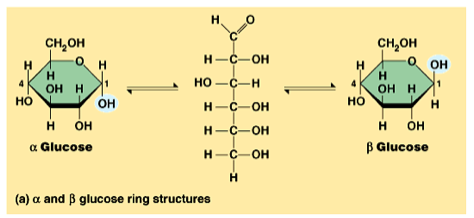 CH₂OH
H O H
H
4 OH H 1
HO OH
H OH
α Glucose
H O
C
H—C—OH
HO—C—H
H—C—OH
H—C—OH
H—C—OH
H
CH₂OH
O OH
H H
4 OH H 1
HO H
H OH
β Glucose
(a) α and β glucose ring structures